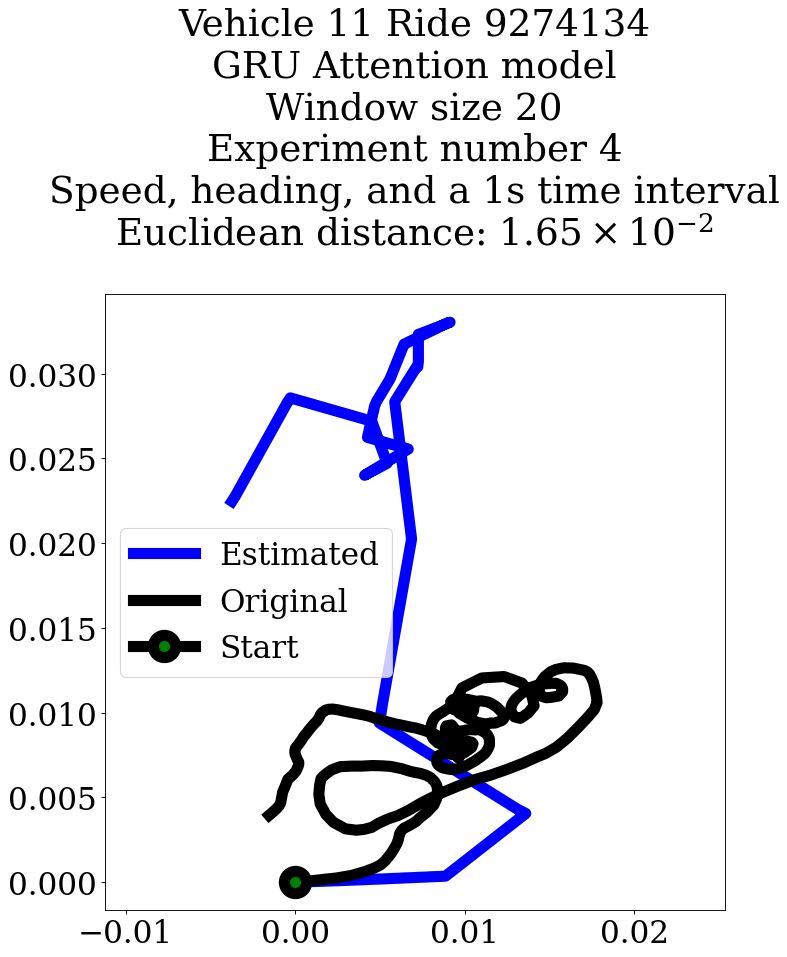 Vehicle 11 Ride 9274134
GRU Attention model
Window size 20
Experiment number 4
Speed, heading, and a 1s time interval
Euclidean distance: 1.65 × 10⁻²
0.030
0.025
0.020
0.015
0.010
0.005
0.000
Estimated
Original
Start
−0.01 0.00 0.01 0.02